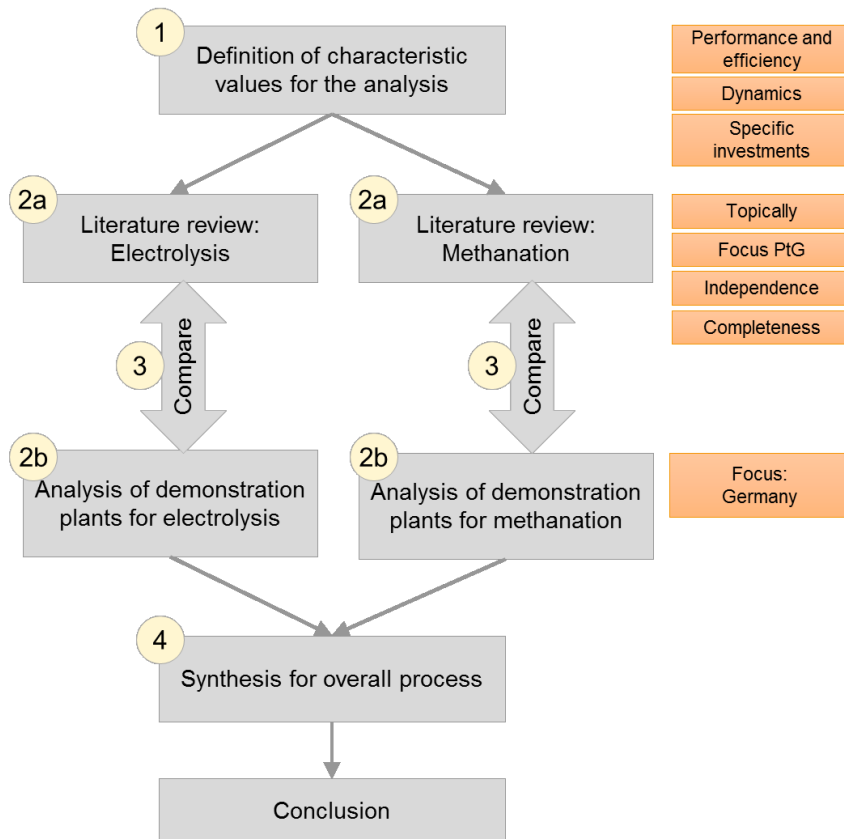 1
Definition of characteristic
values for the analysis
Performance and
efficiency
Dynamics
Specific
investments
2a
Literature review:
Electrolysis
2a
Literature review:
Methanation
Topically
Focus PtG
Independence
Completeness
3
Compare
3
Compare
2b
Analysis of demonstration
plants for electrolysis
2b
Analysis of demonstration
plants for methanation
Focus:
Germany
4
Synthesis for overall process
Conclusion